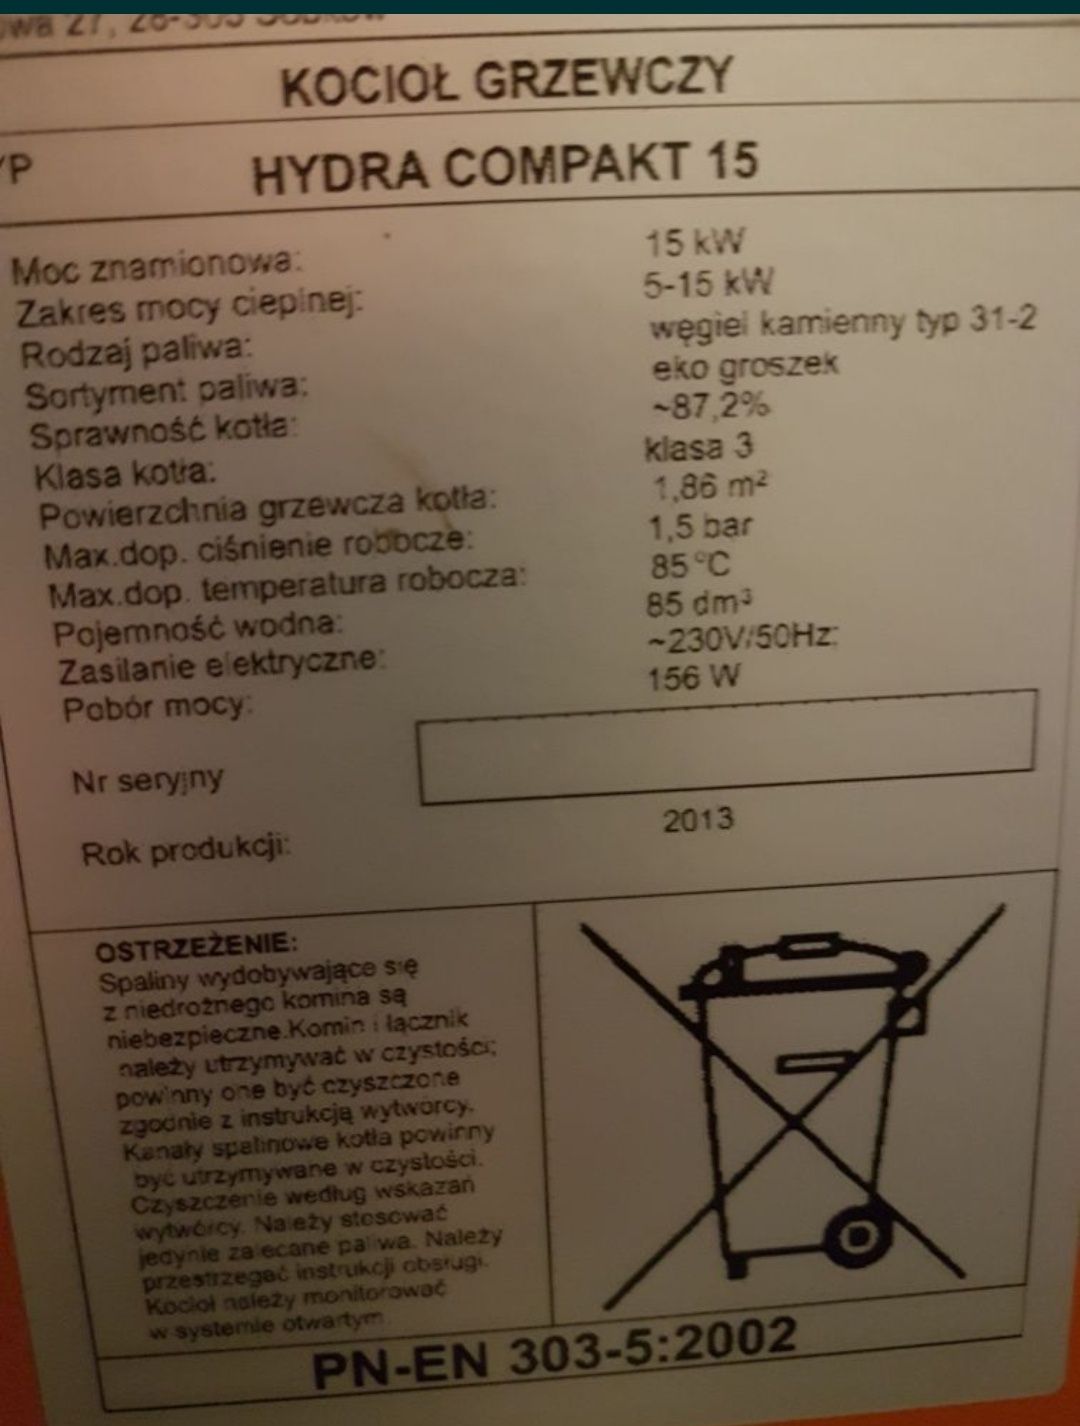 27, 28-305 Sobków
KOCIOŁ GRZEWCZY
YP HYDRA COMPAKT 15
Moc znamionowa: 15 kW
Zakres mocy cieplnej: 5-15 kW
Rodzaj paliwa: węgiel kamienny typ 31-2
Sortyment paliwa: eko groszek
Sprawność kotła: ~87,2%
Klasa kotła: klasa 3
Powierzchnia grzewcza kotła: 1,86 m²
Max.dop. ciśnienie robocze: 1,5 bar
Max.dop. temperatura robocza: 85°C
Pojemność wodna: 85 dm³
Zasilanie elektryczne: ~230V/50Hz;
Pobór mocy: 156 W
Nr seryjny
Rok produkcji: 2013
OSTRZEŻENIE:
Spaliny wydobywające się
z niedrożnego komina są
niebezpieczne.Komin i łącznik
należy utrzymywać w czystości;
powinny one być czyszczone
zgodnie z instrukcją wytwórcy.
Kanały spalinowe kotła powinny
być utrzymywane w czystości.
Czyszczenie według wskazań
wytwórcy. Należy stosować
jedynie zalecane paliwa. Należy
przestrzegać instrukcji obsługi.
Kocioł należy monitorować
w systemie otwartym.
PN-EN 303-5:2002